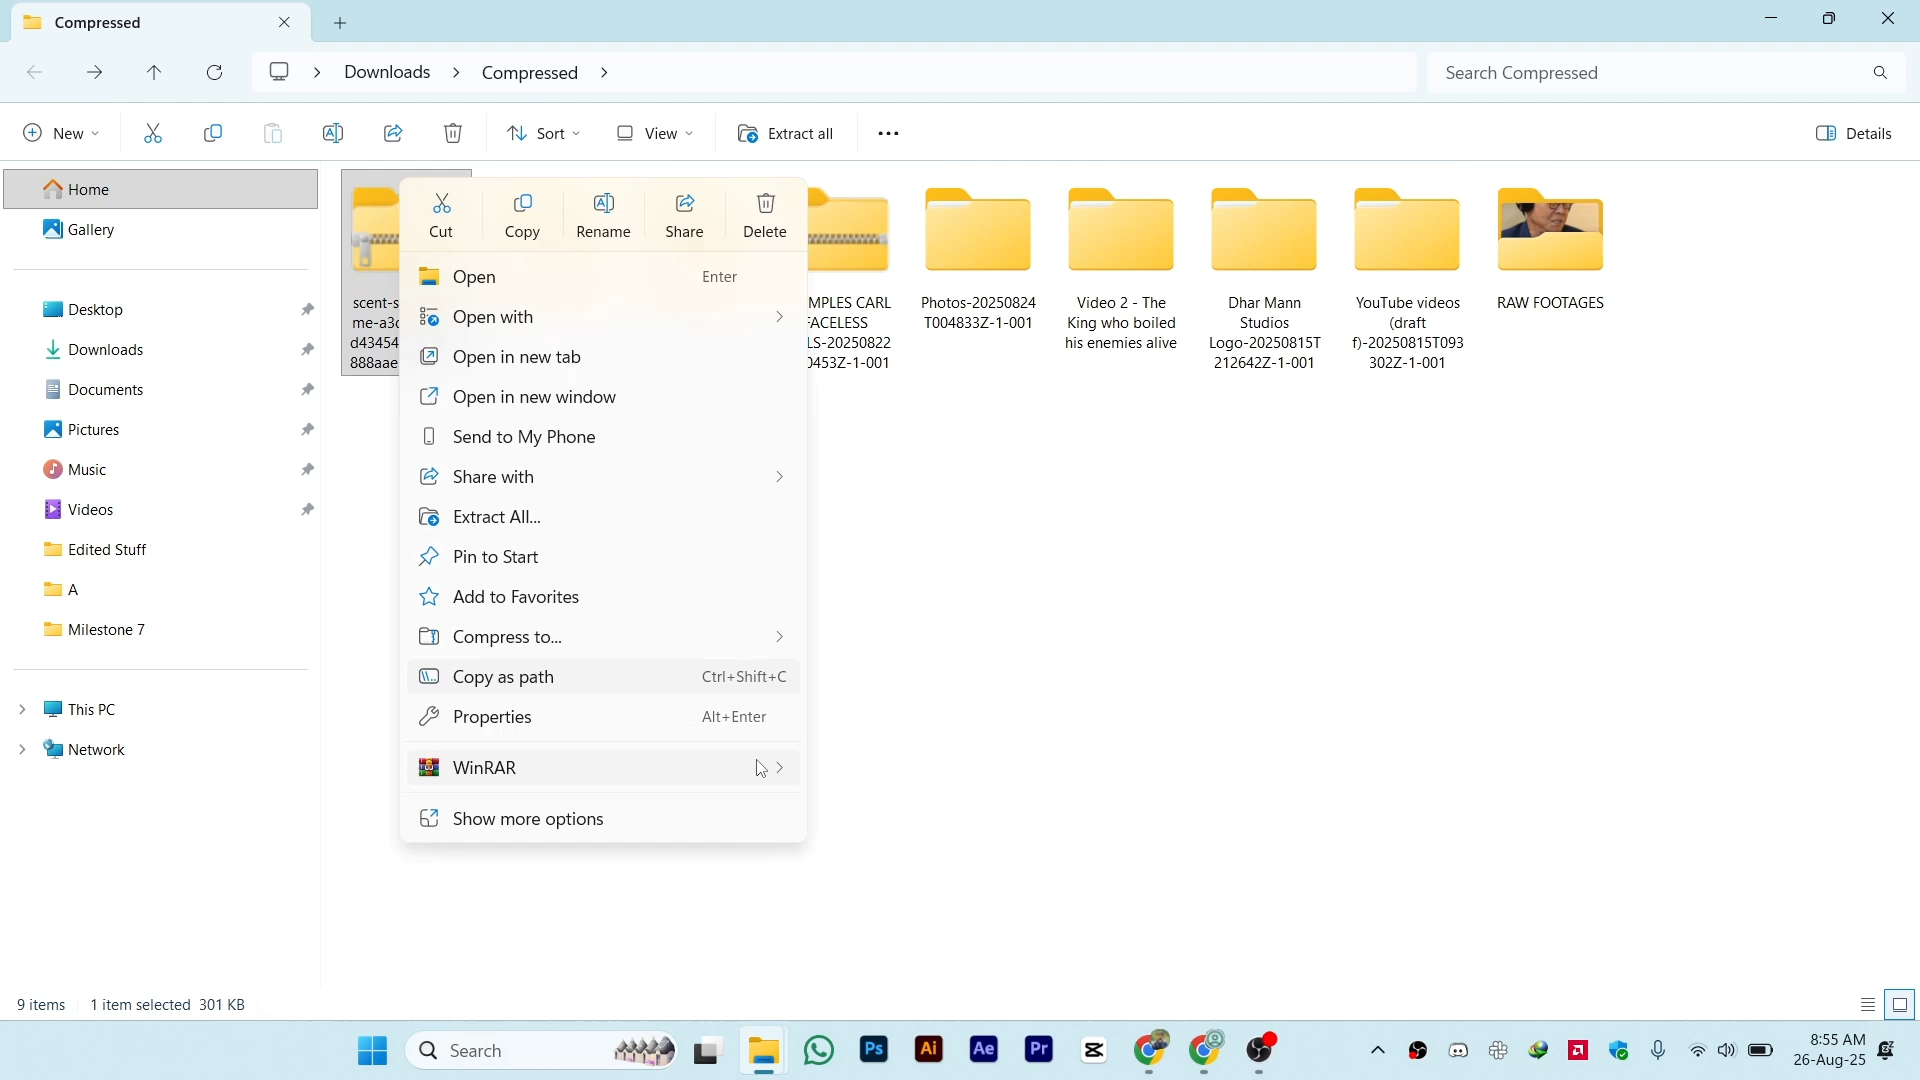 Compressed
Downloads
Compressed
Search Compressed
New
Sort
View
Extract all
Details
Home
Gallery
Desktop
Downloads
Documents
Pictures
Music
Videos
Edited Stuff
A
Milestone 7
This PC
Network
scent-s
me-a3c
d43454
888aae
Cut
Copy
Rename
Share
Delete
Open
Enter
Open with
Open in new tab
Open in new window
Send to My Phone
Share with
Extract All...
Pin to Start
Add to Favorites
Compress to...
Copy as path
Ctrl+Shift+C
Properties
Alt+Enter
WinRAR
Show more options
MPLES CARL
FACELESS
LS-20250822
0453Z-1-001
Photos-20250824
T004833Z-1-001
Video 2 - The
King who boiled
his enemies alive
Dhar Mann
Studios
Logo-20250815T
212642Z-1-001
YouTube videos
(draft
f)-20250815T093
302Z-1-001
RAW FOOTAGES
9 items
1 item selected 301 KB
Search
Ps
Ai
Ae
Pr
8:55 AM
26-Aug-25